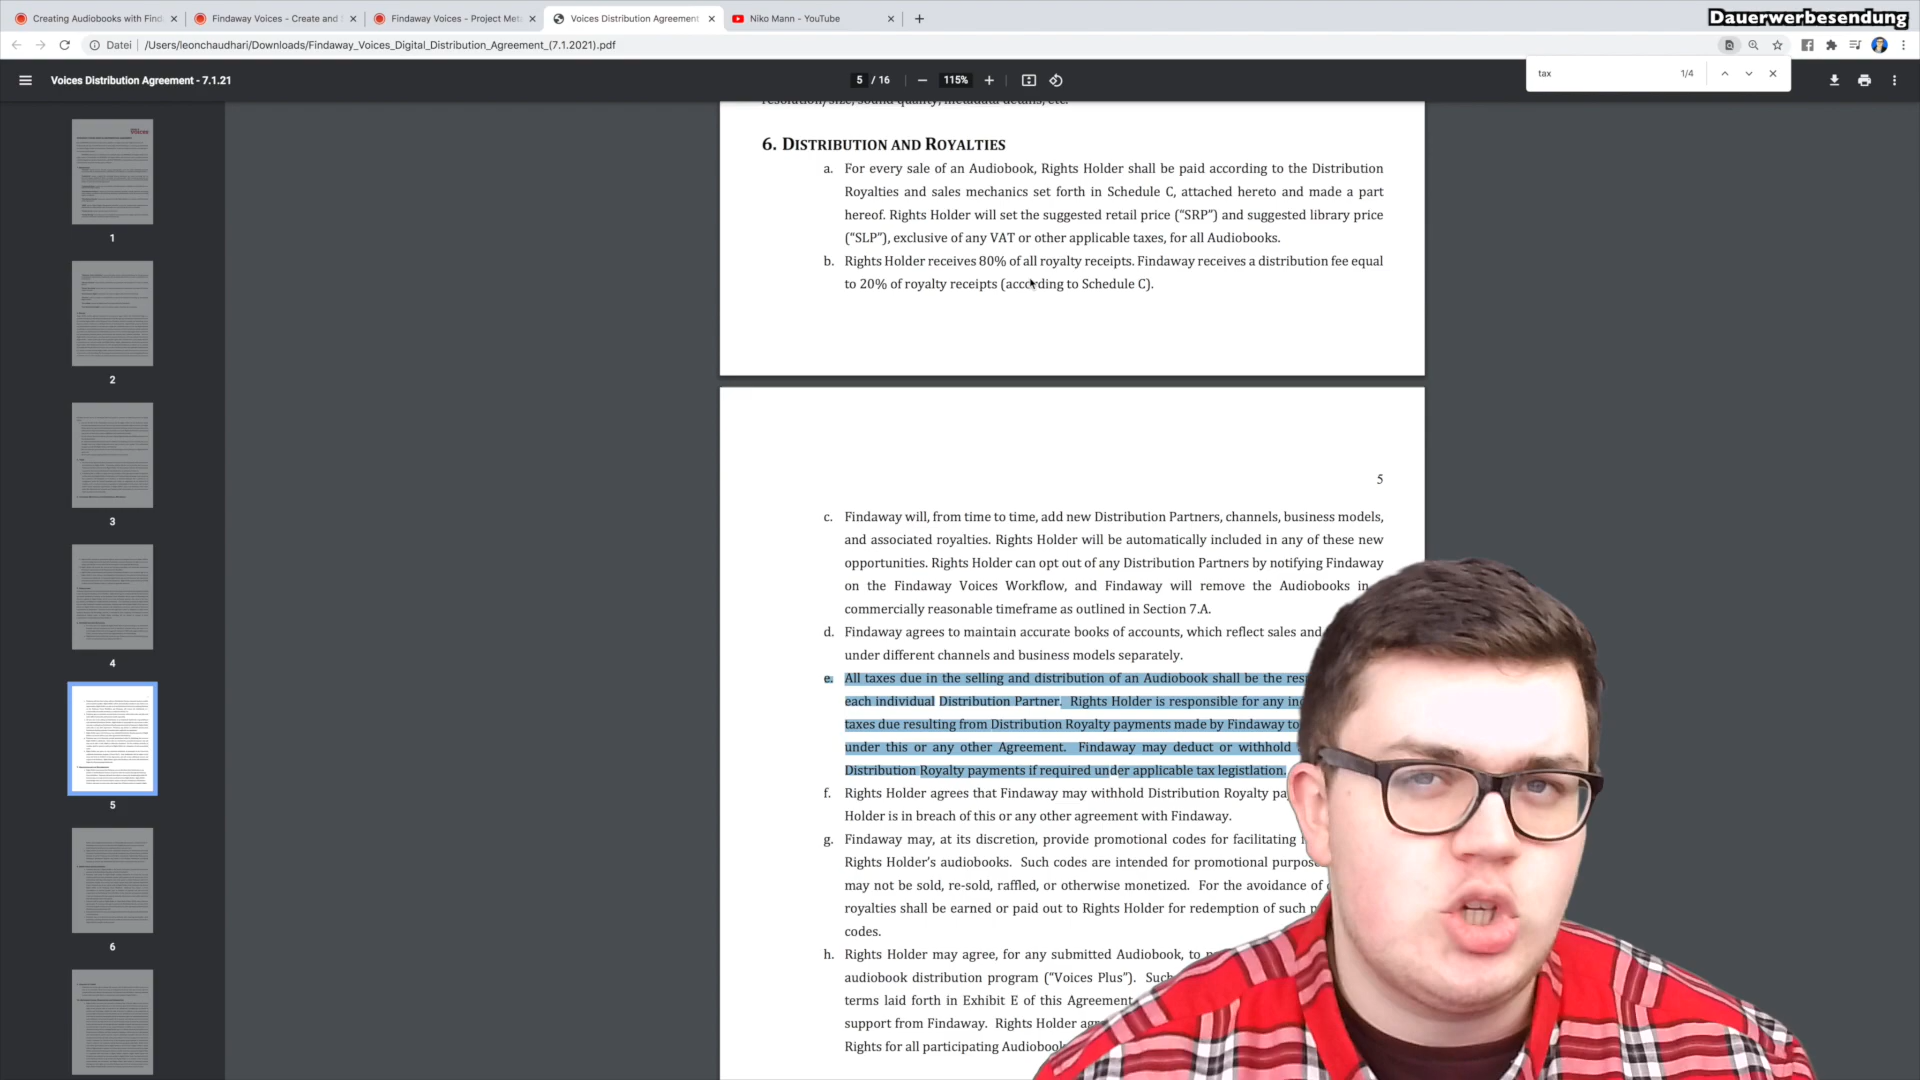 Creating Audiobooks with Find
Findaway Voices - Create and
Findaway Voices - Project Met
Voices Distribution Agreement
Niko Mann - YouTube
Dauerwerbesendung
Datei
/Users/leonchaudhari/Downloads/Findaway_Voices_Digital_Distribution_Agreement_(7.1.2021).pdf
tax
1/4
Voices Distribution Agreement - 7.1.21
5 / 16
115%
1
2
3
4
5
6
6. DISTRIBUTION AND ROYALTIES
a. For every sale of an Audiobook, Rights Holder shall be paid according to the Distribution
Royalties and sales mechanics set forth in Schedule C, attached hereto and made a part
hereof. Rights Holder will set the suggested retail price (“SRP”) and suggested library price
(“SLP”), exclusive of any VAT or other applicable taxes, for all Audiobooks.
b. Rights Holder receives 80% of all royalty receipts. Findaway receives a distribution fee equal
to 20% of royalty receipts (according to Schedule C).
5
c. Findaway will, from time to time, add new Distribution Partners, channels, business models,
and associated royalties. Rights Holder will be automatically included in any of these new
opportunities. Rights Holder can opt out of any Distribution Partners by notifying Findaway
on the Findaway Voices Workflow, and Findaway will remove the Audiobooks in
commercially reasonable timeframe as outlined in Section 7.A.
d. Findaway agrees to maintain accurate books of accounts, which reflect sales and
under different channels and business models separately.
e. All taxes due in the selling and distribution of an Audiobook shall be the
each individual Distribution Partner. Rights Holder is responsible for any
taxes due resulting from Distribution Royalty payments made by Findaway to
under this or any other Agreement. Findaway may deduct or withhold
Distribution Royalty payments if required under applicable tax legistlation.
f. Rights Holder agrees that Findaway may withhold Distribution Royalty
Holder is in breach of this or any other agreement with Findaway.
g. Findaway may, at its discretion, provide promotional codes for facilitating
Rights Holder’s audiobooks. Such codes are intended for promotional
may not be sold, re-sold, raffled, or otherwise monetized. For the avoidance of
royalties shall be earned or paid out to Rights Holder for redemption of such
codes.
h. Rights Holder may agree, for any submitted Audiobook, to
audiobook distribution program (“Voices Plus”).
terms laid forth in Exhibit E of this Agreement
support from Findaway. Rights Holder
Rights for all participating